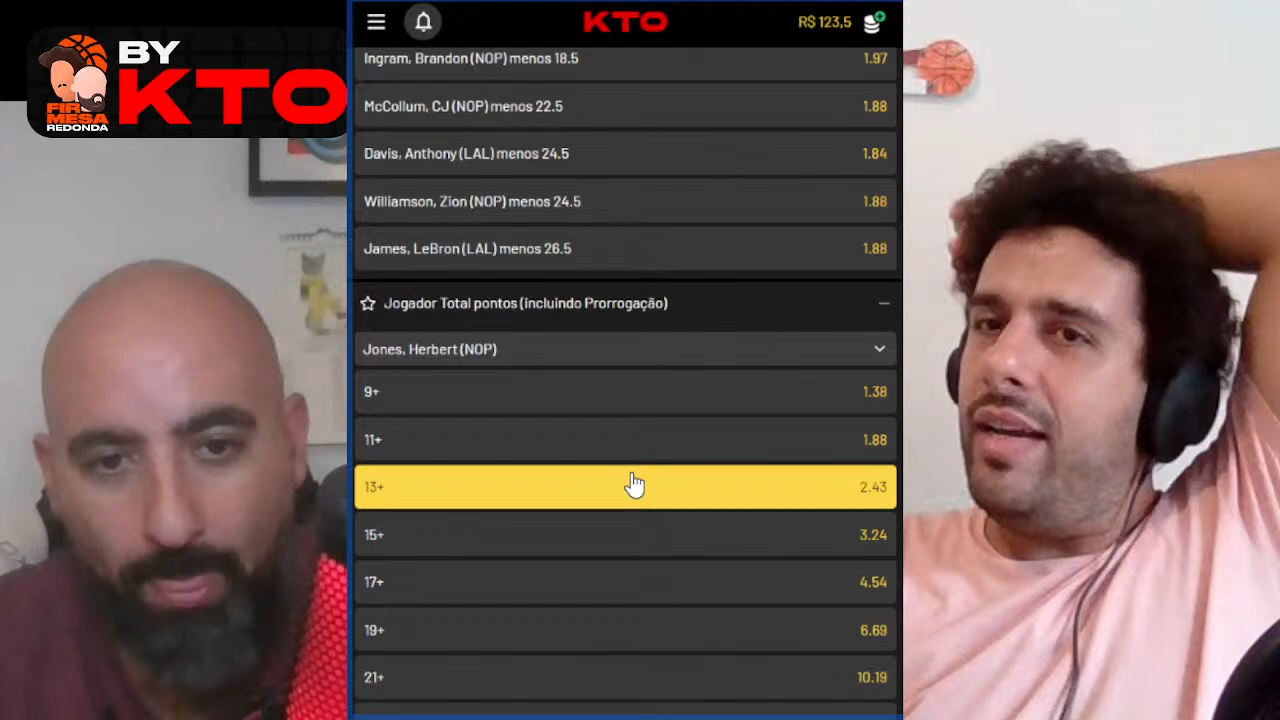 BY
KTO
FIRMESA
REDONDA
KTO
R$ 123,5
Ingram, Brandon (NOP) menos 18.5 1.97
McCollum, CJ (NOP) menos 22.5 1.88
Davis, Anthony (LAL) menos 24.5 1.84
Williamson, Zion (NOP) menos 24.5 1.88
James, LeBron (LAL) menos 26.5 1.88
Jogador Total pontos (incluindo Prorrogação)
Jones, Herbert (NOP)
9+ 1.38
11+ 1.88
13+ 2.43
15+ 3.24
17+ 4.54
19+ 6.69
21+ 10.19